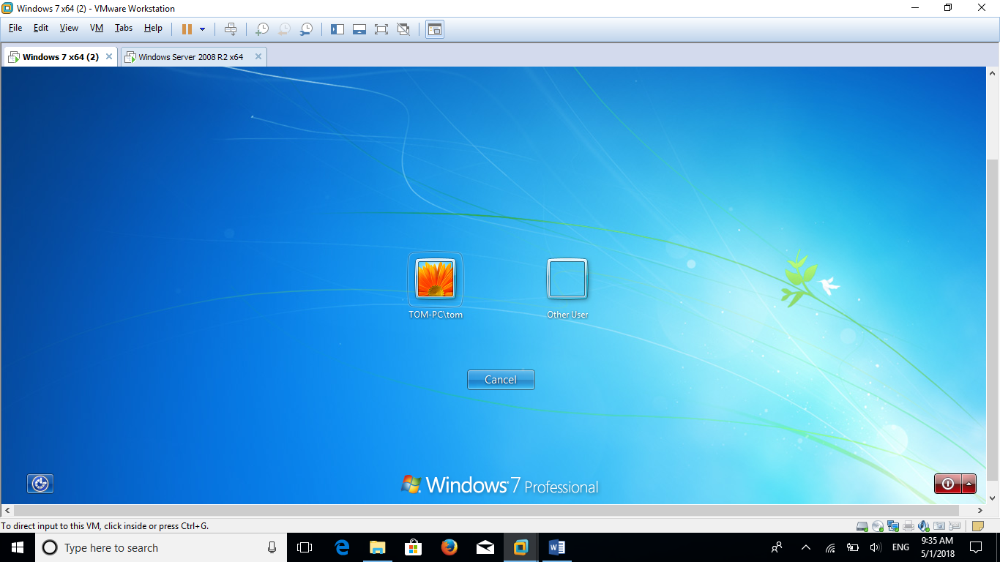 Windows 7 x64 (2) - VMware Workstation
File Edit View VM Tabs Help
Windows 7 x64 (2) Windows Server 2008 R2 x64
TOM-PC\tom Other User
Cancel
Windows 7 Professional
To direct input to this VM, click inside or press Ctrl+G.
Type here to search ENG 9:35 AM
5/1/2018